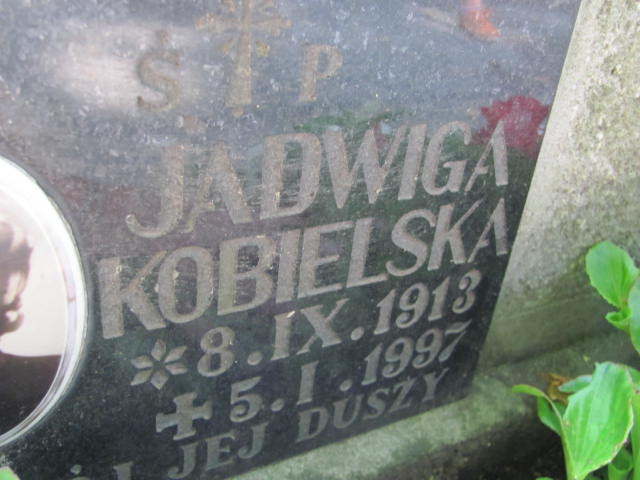 Ś P
JADWIGA
KOBIELSKA
8.IX.1913
5.I.1997
JEJ DUSZY